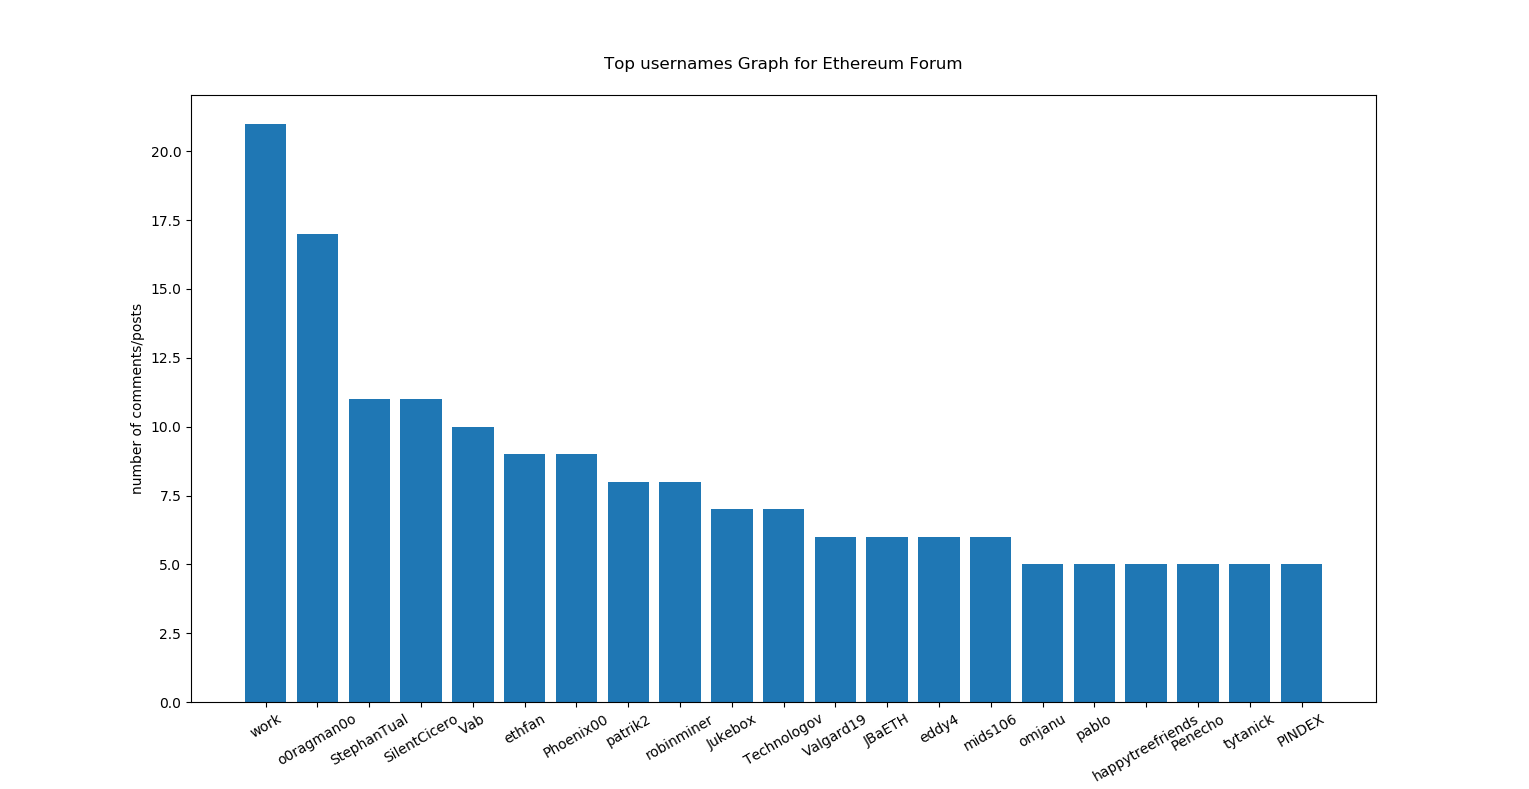 Top usernames Graph for Ethereum Forum
number of comments/posts
20.0
17.5
15.0
12.5
10.0
7.5
5.0
2.5
0.0
work
o0ragman0o
StephanTual
SilentCicero
Vab
ethfan
Phoenix00
patrik2
robinminer
Jukebox
Technologov
Valgard19
JBaETH
eddy4
mids106
omjanu
pablo
happytreefriends
Penecho
tytanick
PINDEX